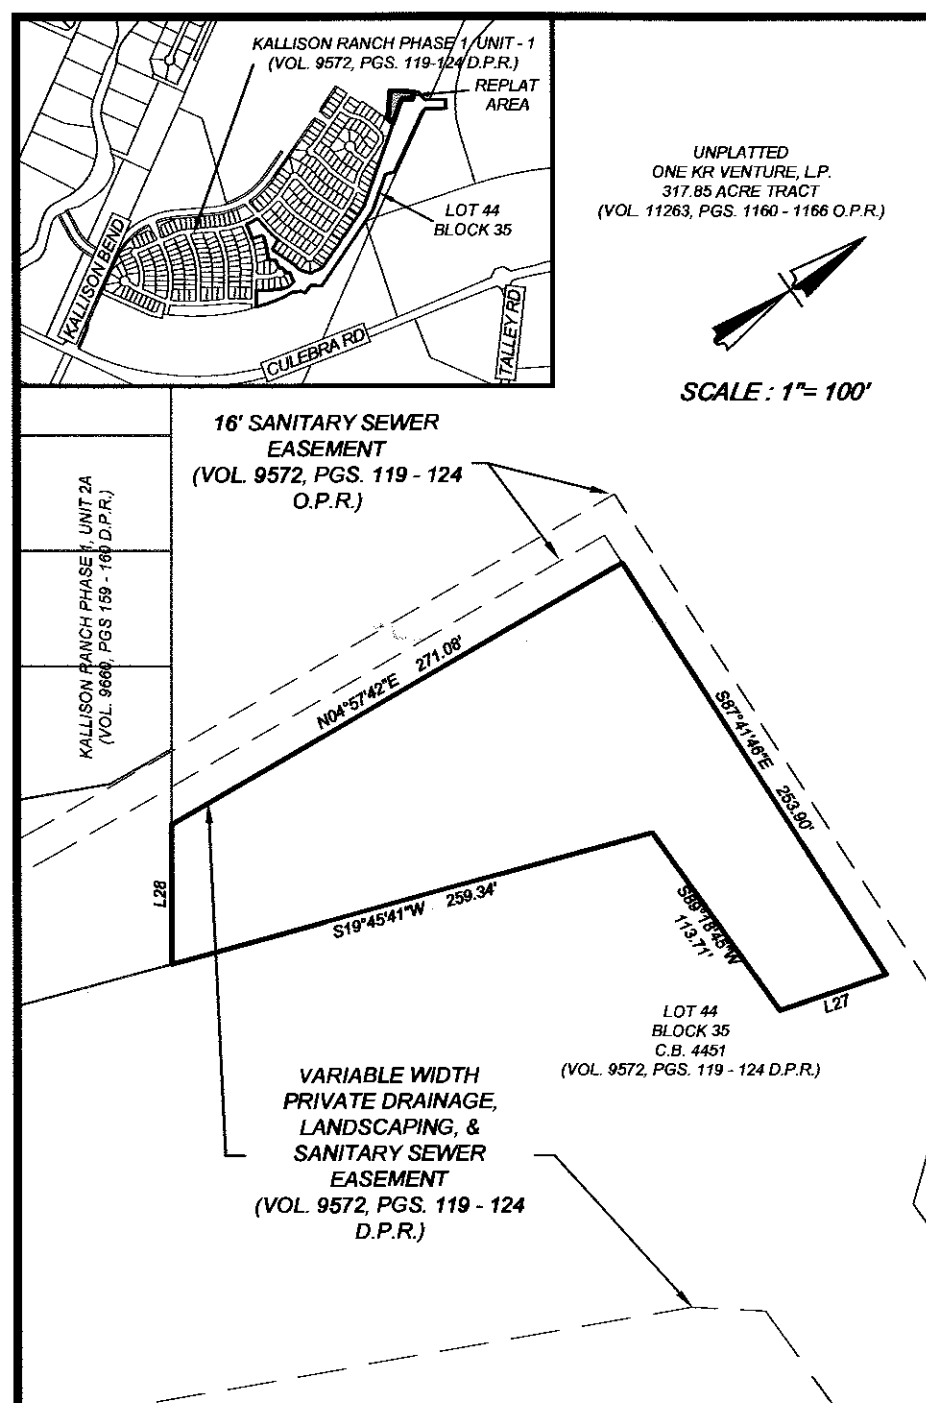 KALLISON RANCH PHASE 1, UNIT - 1
(VOL. 9572, PGS. 119-124 D.P.R.)
REPLAT
AREA
LOT 44
BLOCK 35
KALLISON BEND
CULEBRA RD
TALLEY RD
UNPLATTED
ONE KR VENTURE, L.P.
317.85 ACRE TRACT
(VOL. 11263, PGS. 1160 - 1166 O.P.R.)
SCALE : 1"= 100'
16' SANITARY SEWER
EASEMENT
(VOL. 9572, PGS. 119 - 124
O.P.R.)
KALLISON RANCH PHASE 1, UNIT 2A
(VOL. 9660, PGS 159 - 160 D.P.R.)
N04°57'42"E 271.08'
S87°41'46"E 253.90'
L28
S19°45'41"W 259.34'
S89°18'45"W
113.71'
L27
LOT 44
BLOCK 35
C.B. 4451
(VOL. 9572, PGS. 119 - 124 D.P.R.)
VARIABLE WIDTH
PRIVATE DRAINAGE,
LANDSCAPING, &
SANITARY SEWER
EASEMENT
(VOL. 9572, PGS. 119 - 124
D.P.R.)